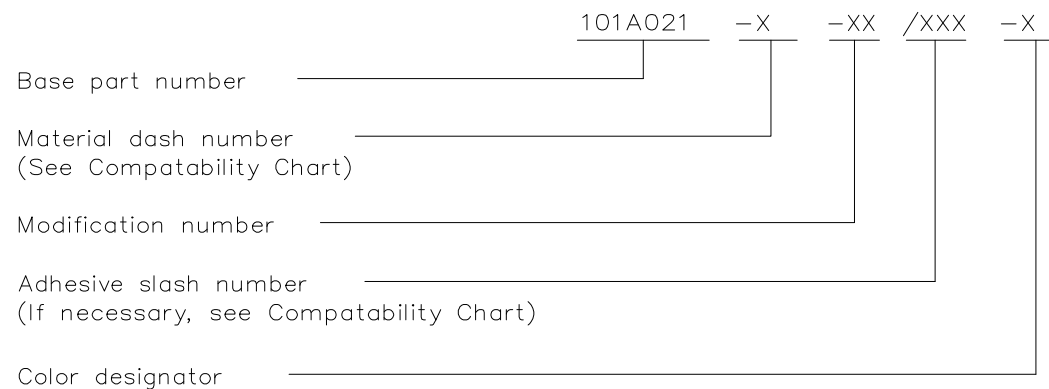 101A021 -X -XX /XXX -X
Base part number
Material dash number
(See Compatability Chart)
Modification number
Adhesive slash number
(If necessary, see Compatability Chart)
Color designator